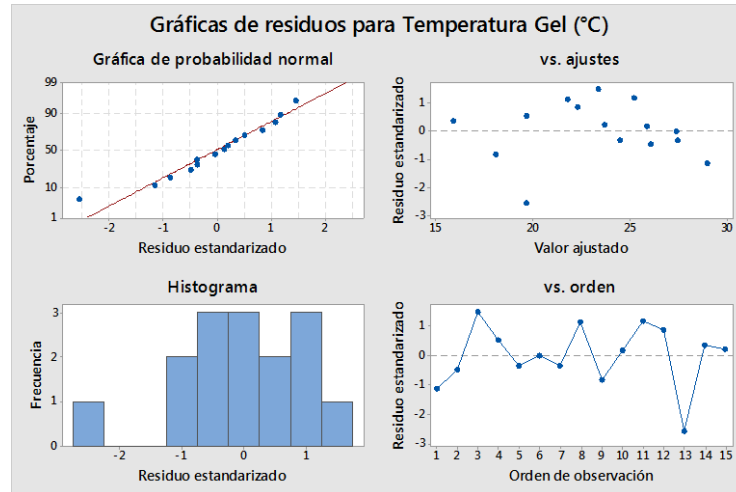 Gráficas de residuos para Temperatura Gel (°C)
Gráfica de probabilidad normal
Porcentaje
99
90
50
10
1
-2 -1 0 1 2
Residuo estandarizado
vs. ajustes
Residuo estandarizado
1
0
-1
-2
-3
15 20 25 30
Valor ajustado
Histograma
Frecuencia
3
2
1
0
-2 -1 0 1
Residuo estandarizado
vs. orden
Residuo estandarizado
1
0
-1
-2
-3
1 2 3 4 5 6 7 8 9 10 11 12 13 14 15
Orden de observación